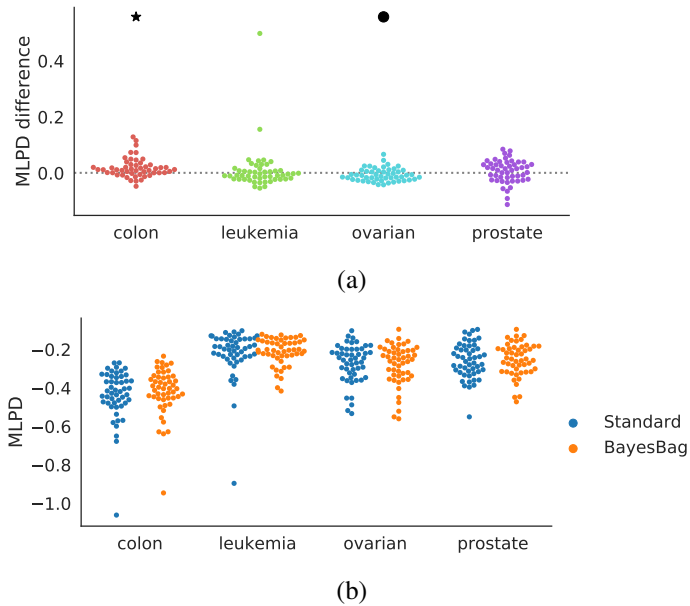 0.4
0.2
0.0
MLPD difference
colon leukemia ovarian prostate
(a)
−0.2
−0.4
−0.6
−0.8
−1.0
MLPD
Standard
BayesBag
colon leukemia ovarian prostate
(b)